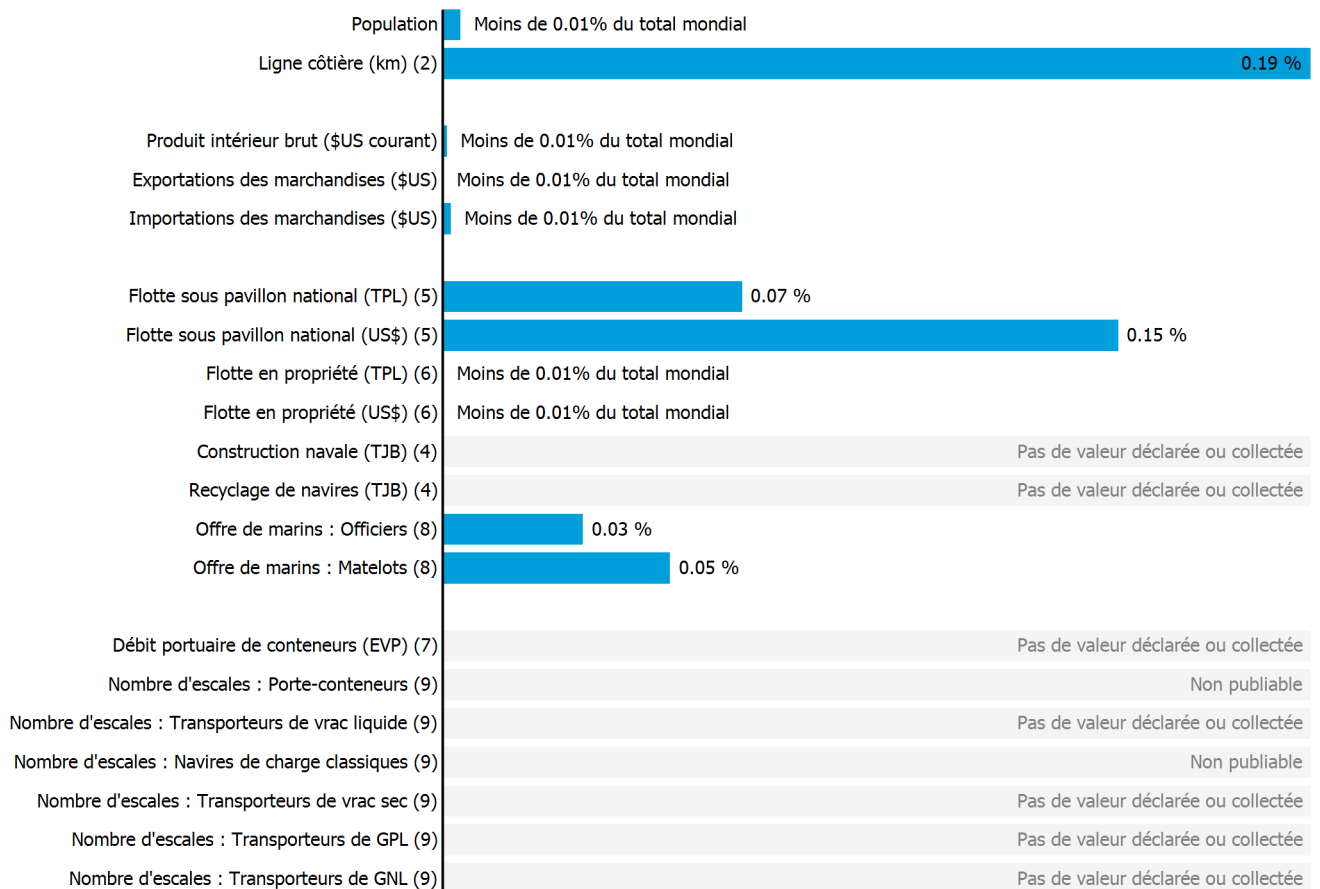 Population Moins de 0.01% du total mondial
Ligne côtière (km) (2) 0.19 %
Produit intérieur brut ($US courant) Moins de 0.01% du total mondial
Exportations des marchandises ($US) Moins de 0.01% du total mondial
Importations des marchandises ($US) Moins de 0.01% du total mondial
Flotte sous pavillon national (TPL) (5) 0.07 %
Flotte sous pavillon national (US$) (5) 0.15 %
Flotte en propriété (TPL) (6) Moins de 0.01% du total mondial
Flotte en propriété (US$) (6) Moins de 0.01% du total mondial
Construction navale (TJB) (4) Pas de valeur déclarée ou collectée
Recyclage de navires (TJB) (4) Pas de valeur déclarée ou collectée
Offre de marins : Officiers (8) 0.03 %
Offre de marins : Matelots (8) 0.05 %
Débit portuaire de conteneurs (EVP) (7) Pas de valeur déclarée ou collectée
Nombre d'escales : Porte-conteneurs (9) Non publiable
Nombre d'escales : Transporteurs de vrac liquide (9) Pas de valeur déclarée ou collectée
Nombre d'escales : Navires de charge classiques (9) Non publiable
Nombre d'escales : Transporteurs de vrac sec (9) Pas de valeur déclarée ou collectée
Nombre d'escales : Transporteurs de GPL (9) Pas de valeur déclarée ou collectée
Nombre d'escales : Transporteurs de GNL (9) Pas de valeur déclarée ou collectée